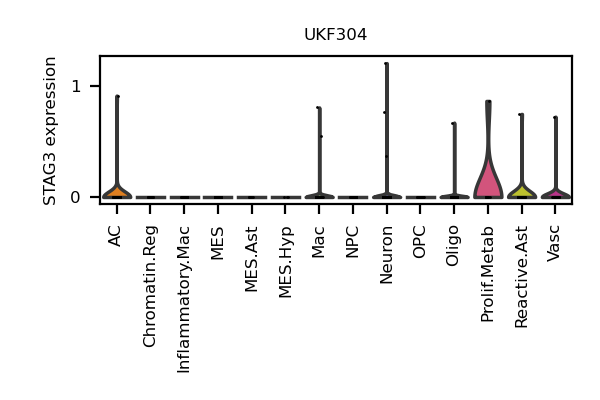 UKF304
STAG3 expression
1
0
AC
Chromatin.Reg
Inflammatory.Mac
MES
MES.Ast
MES.Hyp
Mac
NPC
Neuron
OPC
Oligo
Prolif.Metab
Reactive.Ast
Vasc